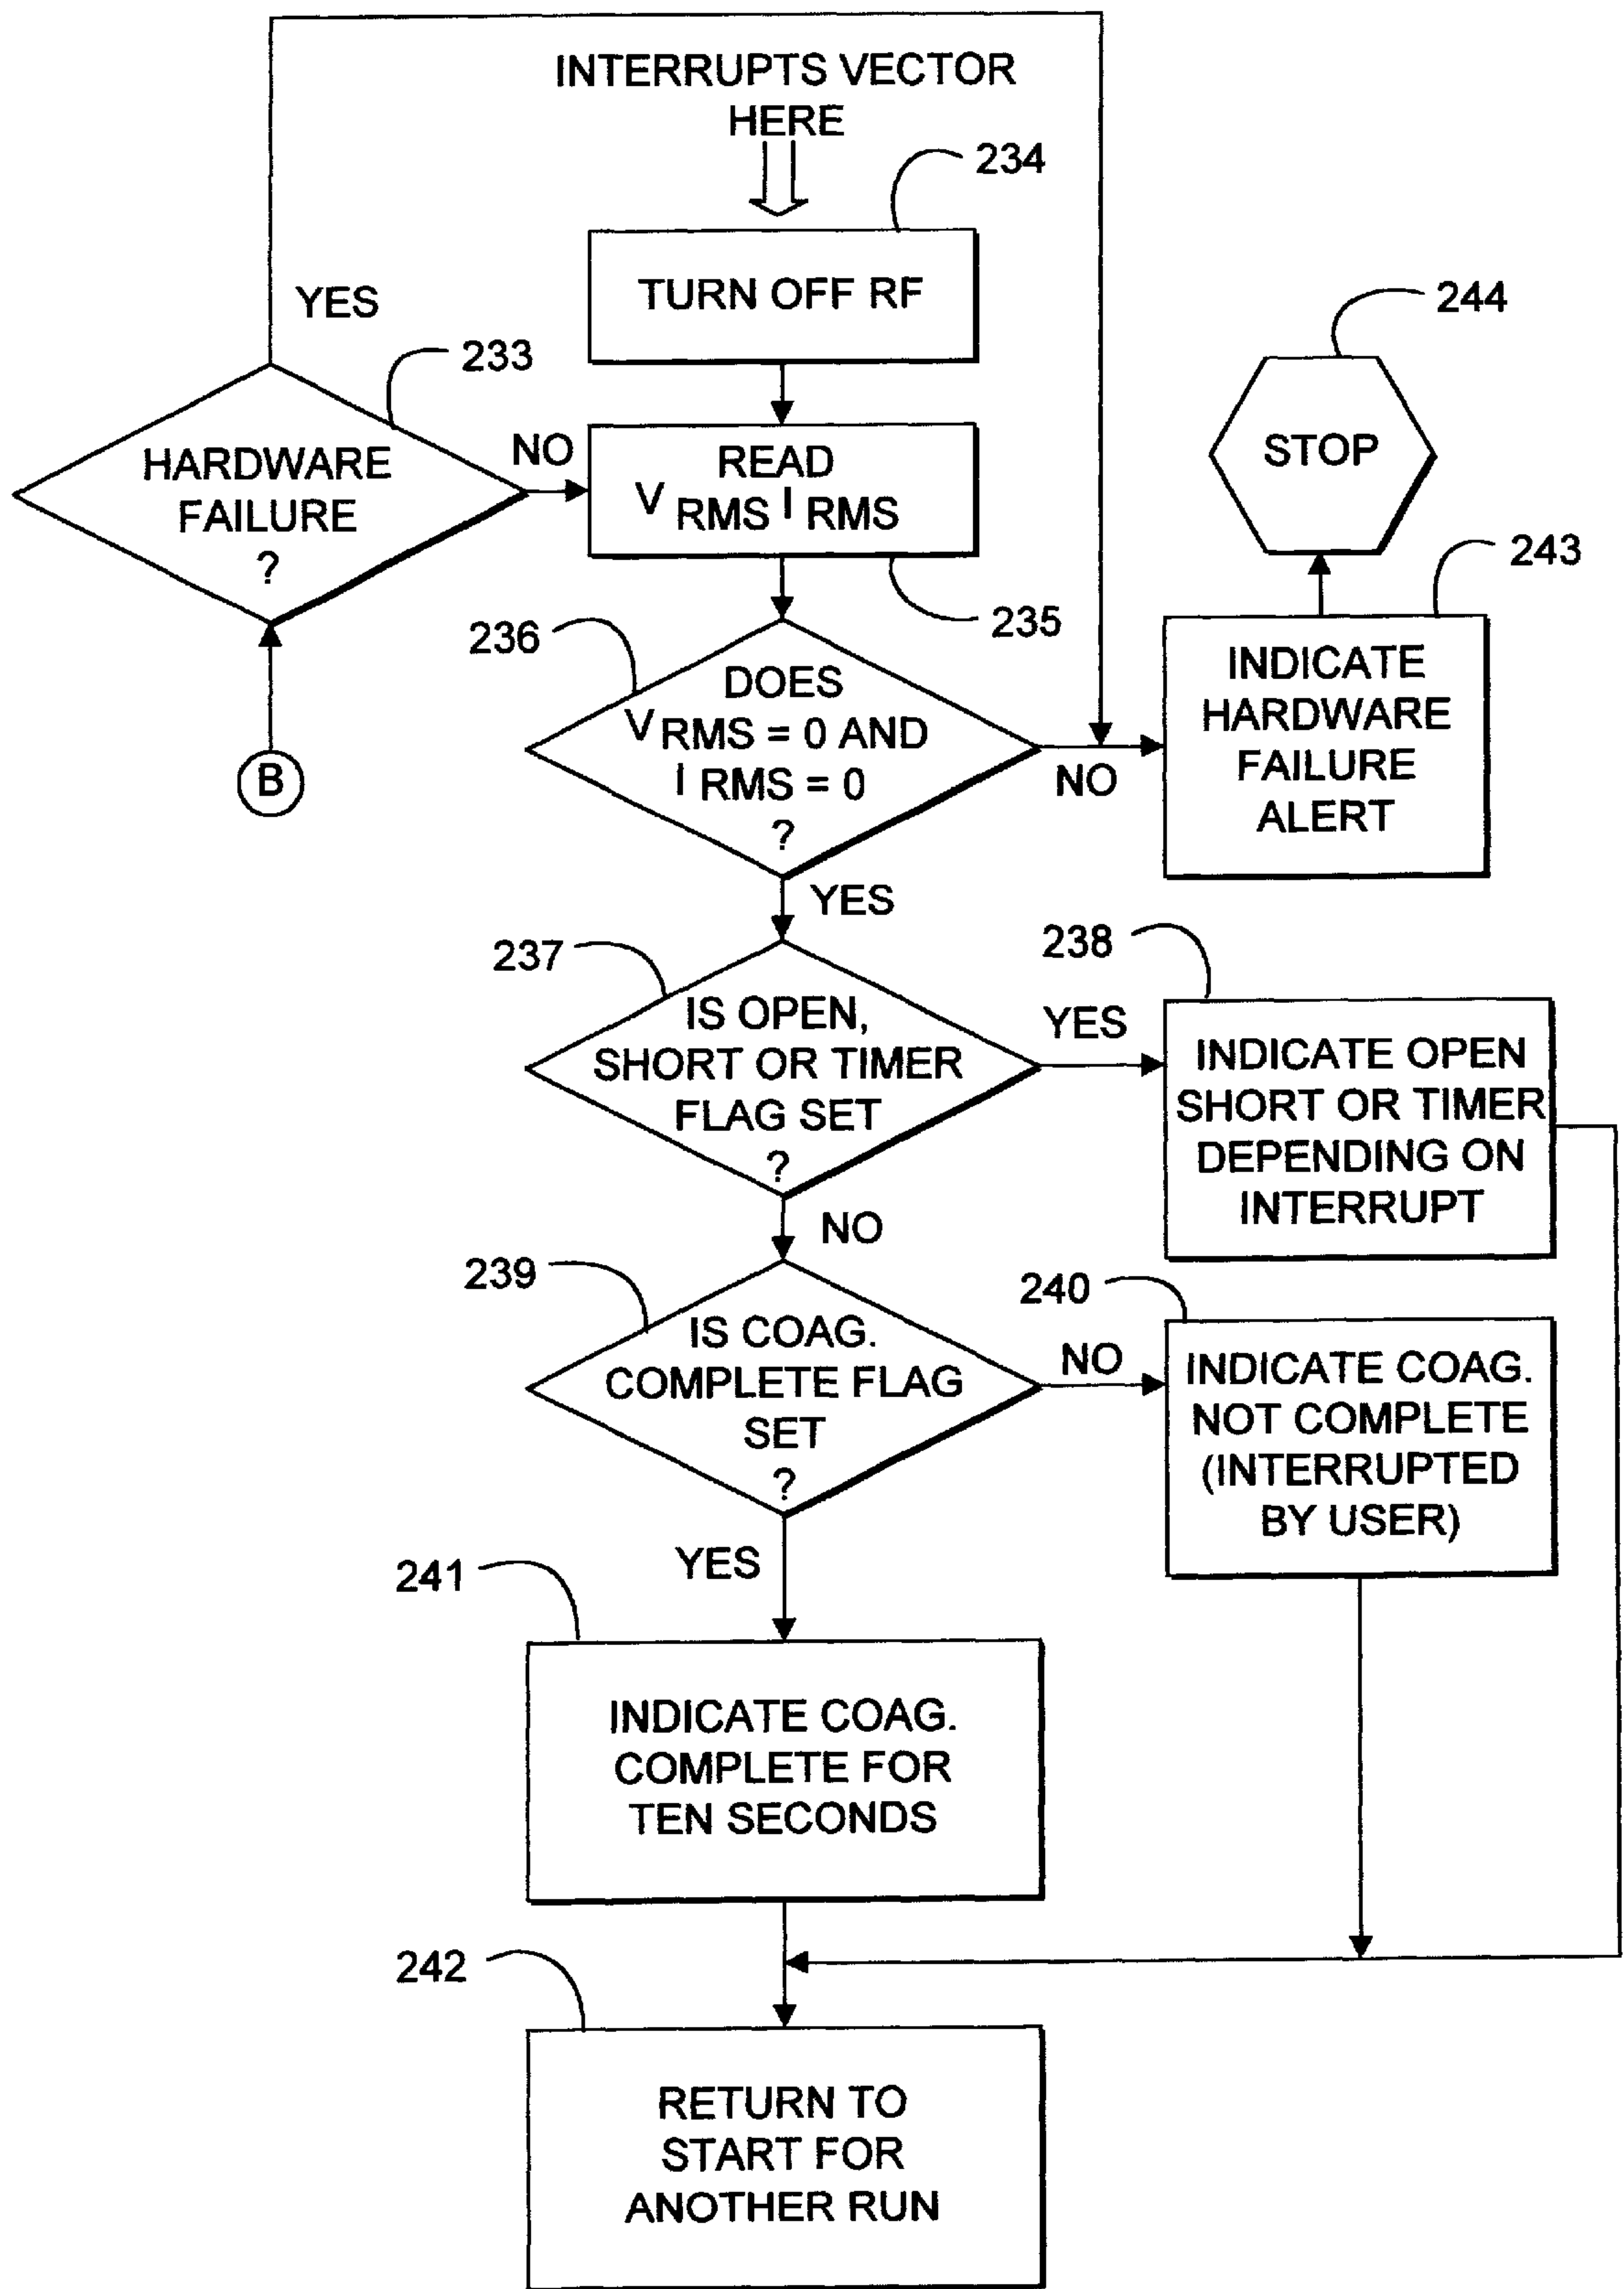 INTERRUPTS VECTOR
HERE
234
TURN OFF RF
YES
233
HARDWARE
FAILURE
?
NO
READ
V RMS I RMS
235
244
STOP
243
INDICATE
HARDWARE
FAILURE
ALERT
B
236
DOES
V RMS = 0 AND
I RMS = 0
?
NO
YES
237
IS OPEN,
SHORT OR TIMER
FLAG SET
?
YES
238
INDICATE OPEN
SHORT OR TIMER
DEPENDING ON
INTERRUPT
NO
239
IS COAG.
COMPLETE FLAG
SET
?
NO
240
INDICATE COAG.
NOT COMPLETE
(INTERRUPTED
BY USER)
YES
241
INDICATE COAG.
COMPLETE FOR
TEN SECONDS
242
RETURN TO
START FOR
ANOTHER RUN